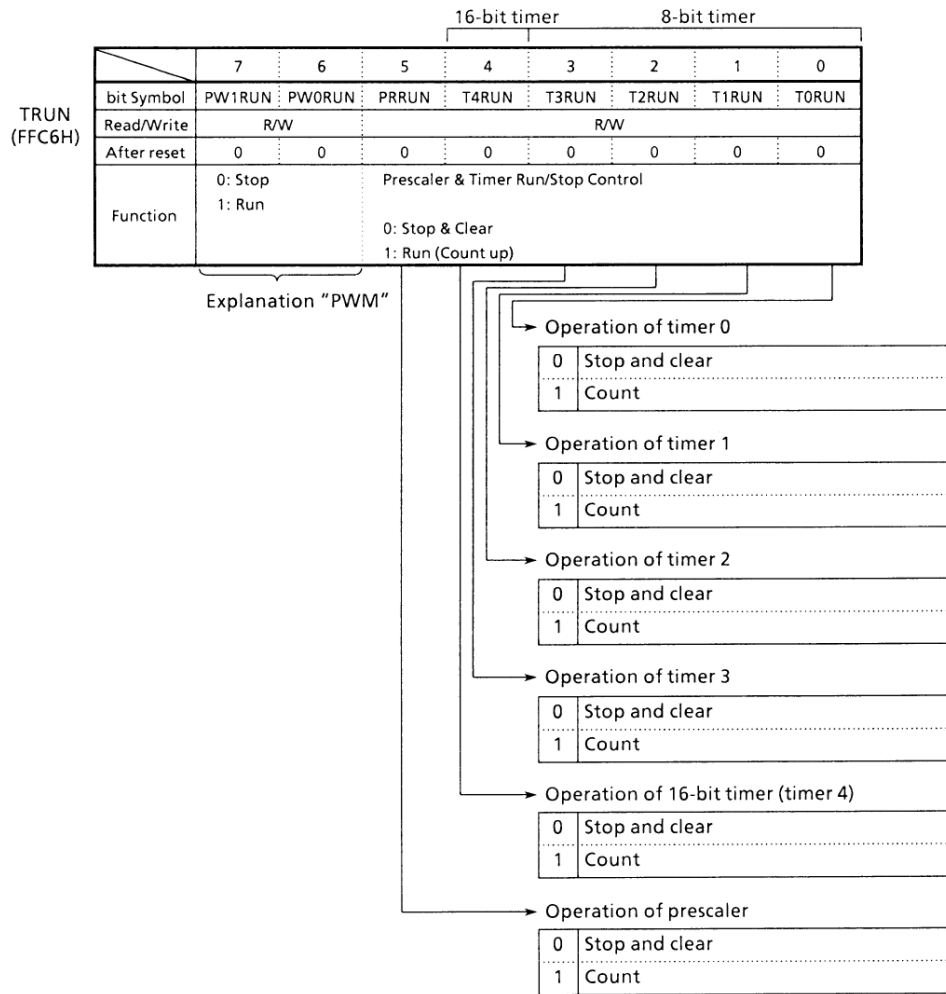 16-bit timer 8-bit timer
7 6 5 4 3 2 1 0
bit Symbol PW1RUN PW0RUN PRRUN T4RUN T3RUN T2RUN T1RUN T0RUN
TRUN
(FFC6H)
Read/Write R/W R/W
After reset 0 0 0 0 0 0 0 0
Function
0: Stop
1: Run
Prescaler & Timer Run/Stop Control
0: Stop & Clear
1: Run (Count up)
Explanation “PWM”
Operation of timer 0
0 Stop and clear
1 Count
Operation of timer 1
0 Stop and clear
1 Count
Operation of timer 2
0 Stop and clear
1 Count
Operation of timer 3
0 Stop and clear
1 Count
Operation of 16-bit timer (timer 4)
0 Stop and clear
1 Count
Operation of prescaler
0 Stop and clear
1 Count